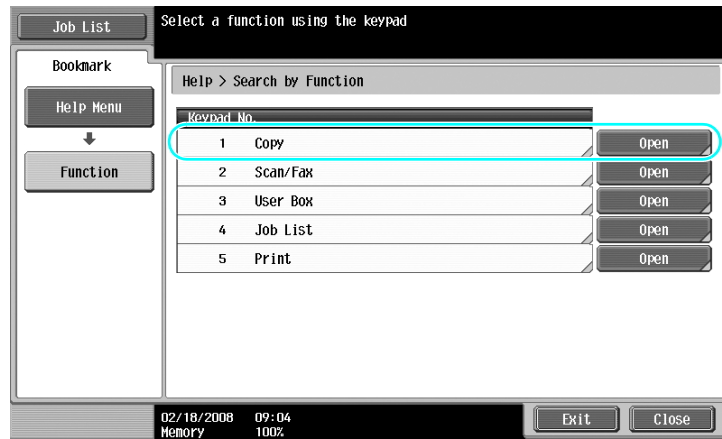 Job List
Select a function using the keypad
Bookmark
Help > Search by Function
Help Menu
Keypad No.
1 Copy Open
Function
2 Scan/Fax Open
3 User Box Open
4 Job List Open
5 Print Open
02/18/2008 09:04
Memory 100%
Exit Close